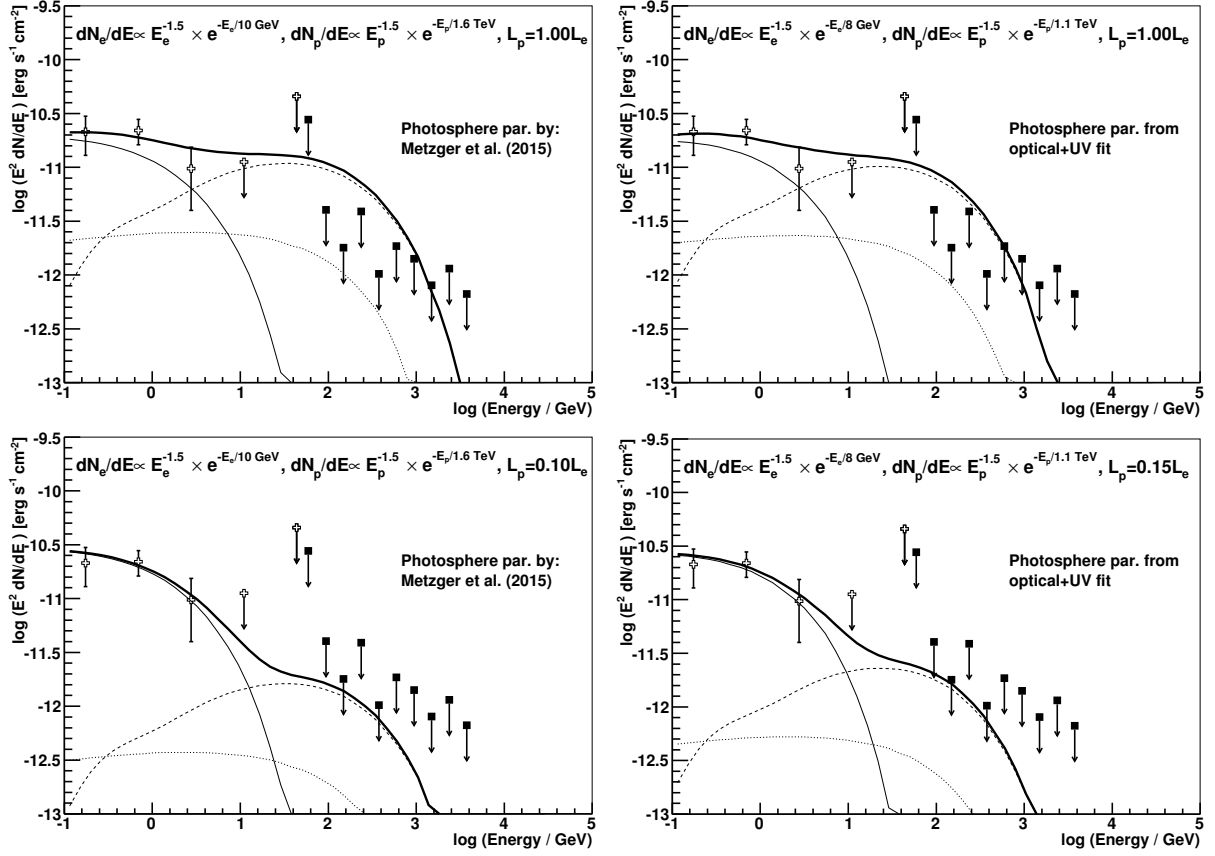 dN_e/dE∝ E_e^-1.5 × e^-E_e/10 GeV, dN_p/dE∝ E_p^-1.5 × e^-E_p/1.6 TeV, L_p=1.00L_e
Photosphere par. by:
Metzger et al. (2015)
log (E^2 dN/dE) [erg s^-1 cm^-2]
-9.5
-10
-10.5
-11
-11.5
-12
-12.5
-13
-1 0 1 2 3 4 5
log (Energy / GeV)
dN_e/dE∝ E_e^-1.5 × e^-E_e/8 GeV, dN_p/dE∝ E_p^-1.5 × e^-E_p/1.1 TeV, L_p=1.00L_e
Photosphere par. from
optical+UV fit
log (E^2 dN/dE) [erg s^-1 cm^-2]
-9.5
-10
-10.5
-11
-11.5
-12
-12.5
-13
-1 0 1 2 3 4 5
log (Energy / GeV)
dN_e/dE∝ E_e^-1.5 × e^-E_e/10 GeV, dN_p/dE∝ E_p^-1.5 × e^-E_p/1.6 TeV, L_p=0.10L_e
Photosphere par. by:
Metzger et al. (2015)
log (E^2 dN/dE) [erg s^-1 cm^-2]
-9.5
-10
-10.5
-11
-11.5
-12
-12.5
-13
-1 0 1 2 3 4 5
log (Energy / GeV)
dN_e/dE∝ E_e^-1.5 × e^-E_e/8 GeV, dN_p/dE∝ E_p^-1.5 × e^-E_p/1.1 TeV, L_p=0.15L_e
Photosphere par. from
optical+UV fit
log (E^2 dN/dE) [erg s^-1 cm^-2]
-9.5
-10
-10.5
-11
-11.5
-12
-12.5
-13
-1 0 1 2 3 4 5
log (Energy / GeV)